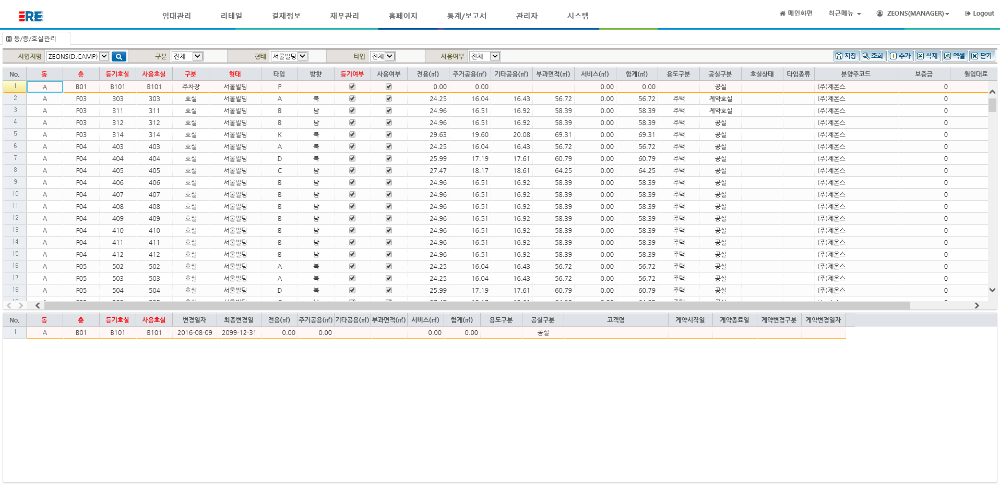 ERE 임대관리 리테일 결재정보 재무관리 홈페이지 통계/보고서 관리자 시스템 메인화면 최근메뉴 ZEONS(MANAGER) Logout
동/층/호실관리
사업지명 ZEONS(D.CAMP) 구분 전체 형태 서울빌딩 타입 전체 사용여부 전체 저장 조회 추가 삭제 엑셀 닫기
No. 동 층 등기호실 사용호실 구분 형태 타입 방향 등기여부 사용여부 전용(㎡) 주거공용(㎡) 기타공용(㎡) 부과면적(㎡) 서비스(㎡) 합계(㎡) 용도구분 공실구분 호실상태 타입종류 분양주코드 보증금 월임대료
1 A B01 B101 B101 주차장 서울빌딩 P 0.00 0.00 0.00 0.00 공실 (주)제온스 0
2 A F03 303 303 호실 서울빌딩 A 북 24.25 16.04 16.43 56.72 0.00 56.72 주택 계약호실 (주)제온스 0
3 A F03 311 311 호실 서울빌딩 B 남 24.96 16.51 16.92 58.39 0.00 58.39 주택 계약호실 (주)제온스 0
4 A F03 312 312 호실 서울빌딩 B 남 24.96 16.51 16.92 58.39 0.00 58.39 주택 공실 (주)제온스 0
5 A F03 314 314 호실 서울빌딩 K 북 29.63 19.60 20.08 69.31 0.00 69.31 주택 공실 (주)제온스 0
6 A F04 403 403 호실 서울빌딩 A 북 24.25 16.04 16.43 56.72 0.00 56.72 주택 공실 (주)제온스 0
7 A F04 404 404 호실 서울빌딩 D 북 25.99 17.19 17.61 60.79 0.00 60.79 주택 공실 (주)제온스 0
8 A F04 405 405 호실 서울빌딩 C 남 27.47 18.17 18.61 64.25 0.00 64.25 주택 공실 (주)제온스 0
9 A F04 406 406 호실 서울빌딩 B 남 24.96 16.51 16.92 58.39 0.00 58.39 주택 공실 (주)제온스 0
10 A F04 407 407 호실 서울빌딩 B 남 24.96 16.51 16.92 58.39 0.00 58.39 주택 공실 (주)제온스 0
11 A F04 408 408 호실 서울빌딩 B 남 24.96 16.51 16.92 58.39 0.00 58.39 주택 공실 (주)제온스 0
12 A F04 409 409 호실 서울빌딩 B 남 24.96 16.51 16.92 58.39 0.00 58.39 주택 공실 (주)제온스 0
13 A F04 410 410 호실 서울빌딩 B 남 24.96 16.51 16.92 58.39 0.00 58.39 주택 공실 (주)제온스 0
14 A F04 411 411 호실 서울빌딩 B 남 24.96 16.51 16.92 58.39 0.00 58.39 주택 공실 (주)제온스 0
15 A F04 412 412 호실 서울빌딩 B 남 24.96 16.51 16.92 58.39 0.00 58.39 주택 공실 (주)제온스 0
16 A F05 502 502 호실 서울빌딩 A 북 24.25 16.04 16.43 56.72 0.00 56.72 주택 공실 (주)제온스 0
17 A F05 503 503 호실 서울빌딩 A 북 24.25 16.04 16.43 56.72 0.00 56.72 주택 공실 (주)제온스 0
18 A F05 504 504 호실 서울빌딩 D 북 25.99 17.19 17.61 60.79 0.00 60.79 주택 공실 (주)제온스 0
No. 동 층 등기호실 사용호실 변경일자 최종변경일 전용(㎡) 주거공용(㎡) 기타공용(㎡) 부과면적(㎡) 서비스(㎡) 합계(㎡) 용도구분 공실구분 고객명 계약시작일 계약종료일 계약변경구분 계약변경일자
1 A B01 B101 B101 2016-08-09 2099-12-31 0.00 0.00 0.00 0.00 공실